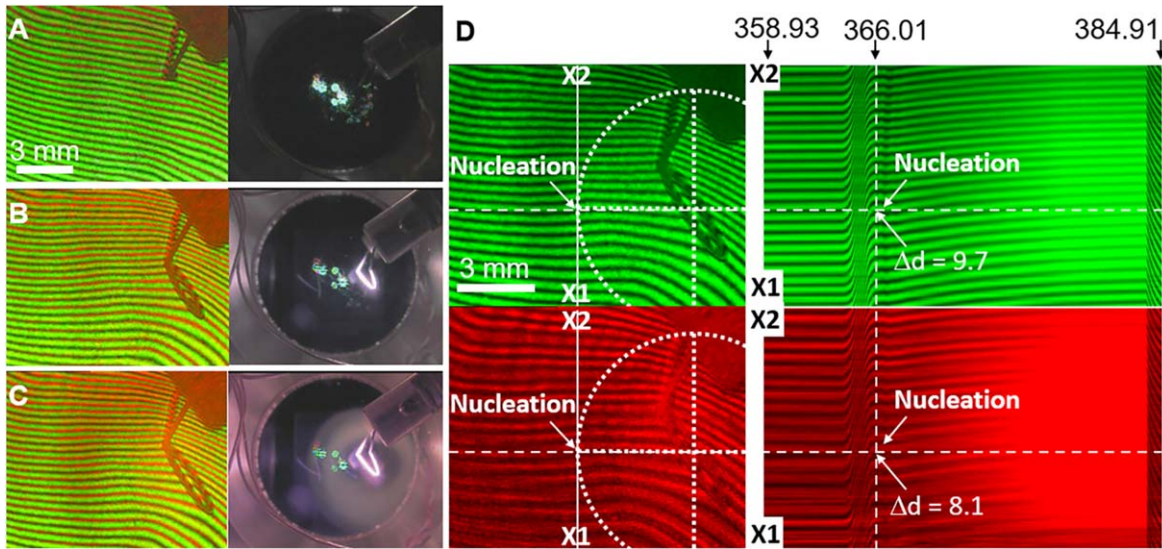 A
3 mm
B
C
D
358.93 366.01 384.91
X2
Nucleation
3 mm
X1
X2
Nucleation
Δd = 9.7
X1
X2
Nucleation
X1
X2
Nucleation
Δd = 8.1
X1